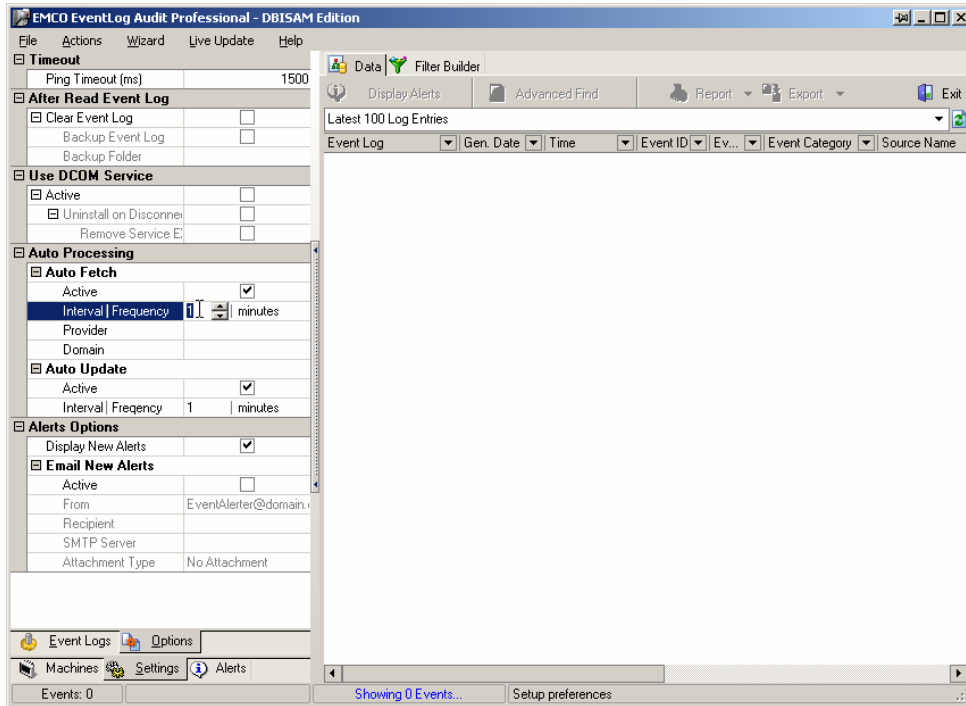 EMCO EventLog Audit Professional - DBISAM Edition
File Actions Wizard Live Update Help
Timeout
Ping Timeout (ms) 1500
After Read Event Log
Clear Event Log
Backup Event Log
Backup Folder
Use DCOM Service
Active
Uninstall on Disconne
Remove Service E
Auto Processing
Auto Fetch
Active
Interval | Frequency 1 | minutes
Provider
Domain
Auto Update
Active
Interval | Freqency 1 | minutes
Alerts Options
Display New Alerts
Email New Alerts
Active
From EventAlerter@domain.
Recipient
SMTP Server
Attachment Type No Attachment
Event Logs Options
Machines Settings Alerts
Data Filter Builder
Display Alerts Advanced Find Report Export Exit
Latest 100 Log Entries
Event Log Gen. Date Time Event ID Ev... Event Category Source Name
Events: 0 Showing 0 Events... Setup preferences